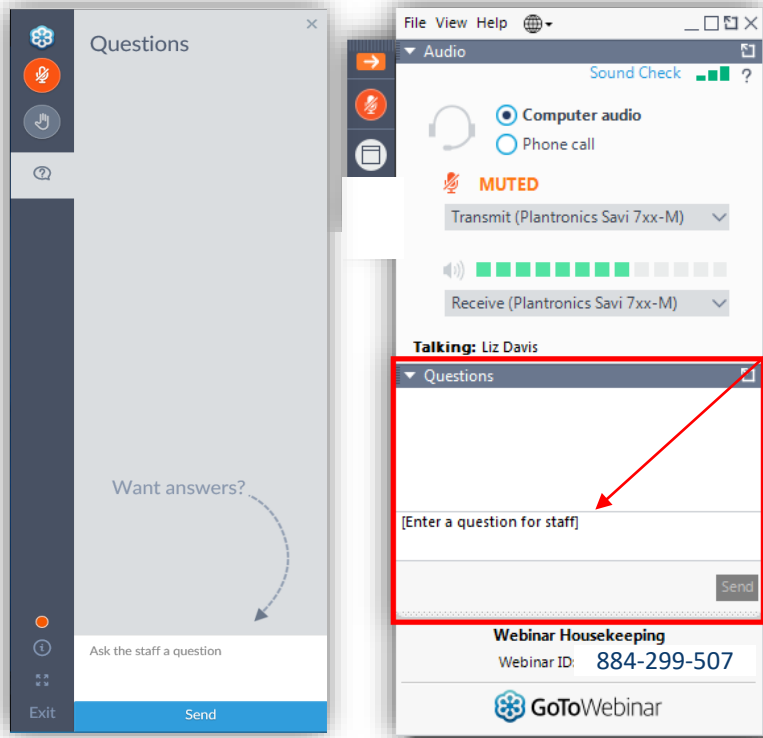 Questions
Want answers?
Ask the staff a question
Exit
Send
File View Help
Audio
Sound Check ?
Computer audio
Phone call
MUTED
Transmit (Plantronics Savi 7xx-M)
Receive (Plantronics Savi 7xx-M)
Talking: Liz Davis
Questions
[Enter a question for staff]
Send
Webinar Housekeeping
Webinar ID: 884-299-507
GoToWebinar